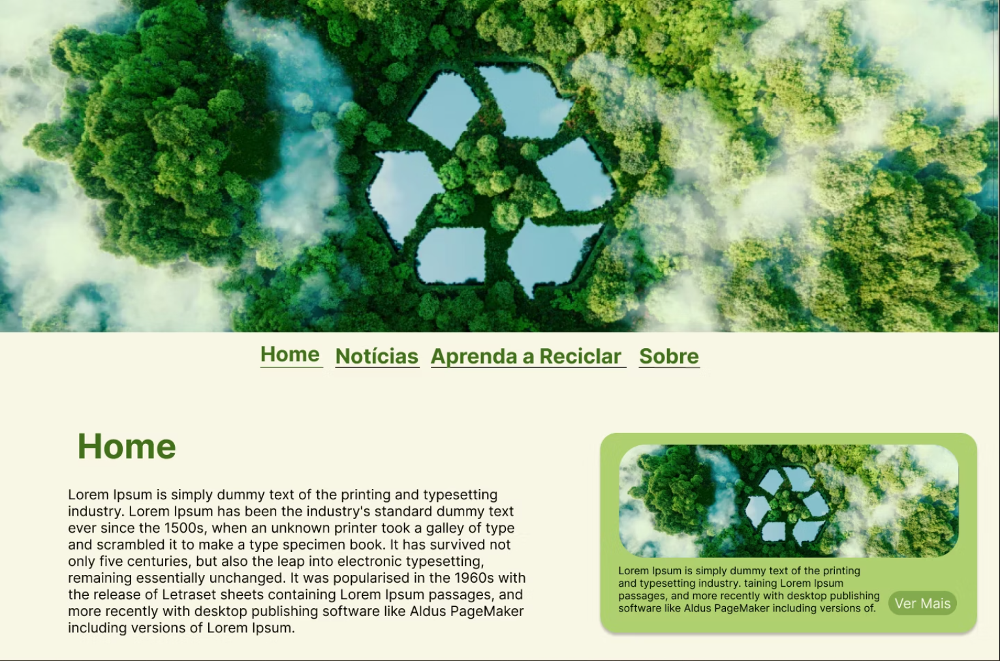 Home Notícias Aprenda a Reciclar Sobre
Home
Lorem Ipsum is simply dummy text of the printing and typesetting
industry. Lorem Ipsum has been the industry's standard dummy text
ever since the 1500s, when an unknown printer took a galley of type
and scrambled it to make a type specimen book. It has survived not
only five centuries, but also the leap into electronic typesetting,
remaining essentially unchanged. It was popularised in the 1960s with
the release of Letraset sheets containing Lorem Ipsum passages, and
more recently with desktop publishing software like Aldus PageMaker
including versions of Lorem Ipsum.
Lorem Ipsum is simply dummy text of the printing
and typesetting industry. taining Lorem Ipsum
passages, and more recently with desktop publishing
software like Aldus PageMaker including versions of.
Ver Mais